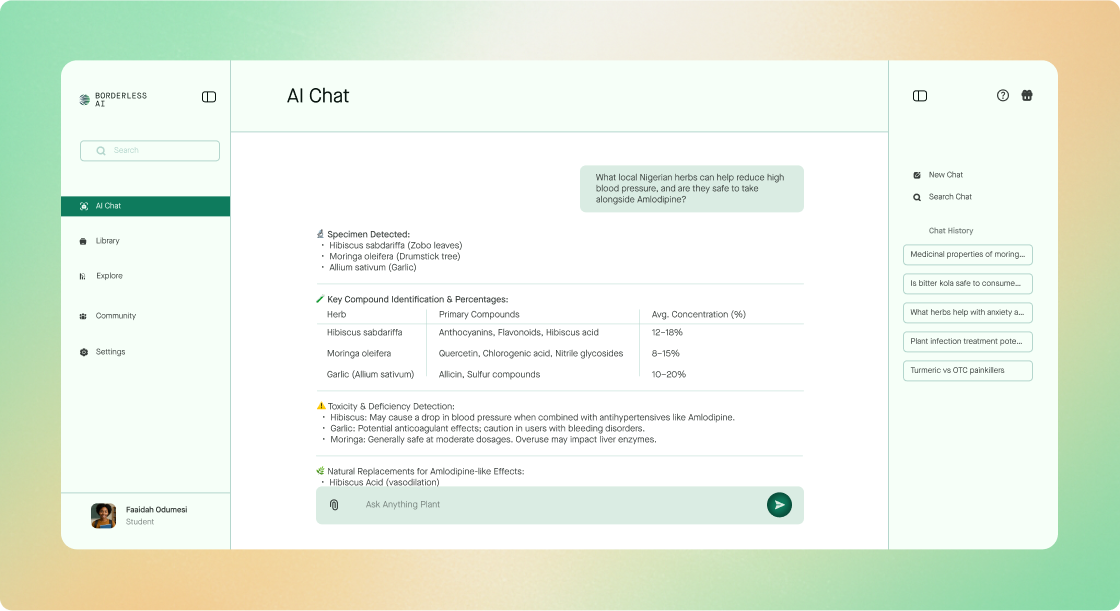 BORDERLESS
AI
Search
AI Chat
Library
Explore
Community
Settings
Faaidah Odumesi
Student
AI Chat
What local Nigerian herbs can help reduce high
blood pressure, and are they safe to take
alongside Amlodipine?
Specimen Detected:
• Hibiscus sabdariffa (Zobo leaves)
• Moringa oleifera (Drumstick tree)
• Allium sativum (Garlic)
Key Compound Identification & Percentages:
Herb Primary Compounds Avg. Concentration (%)
Hibiscus sabdariffa Anthocyanins, Flavonoids, Hibiscus acid 12–18%
Moringa oleifera Quercetin, Chlorogenic acid, Nitrile glycosides 8–15%
Garlic (Allium sativum) Allicin, Sulfur compounds 10–20%
Toxicity & Deficiency Detection:
• Hibiscus: May cause a drop in blood pressure when combined with antihypertensives like Amlodipine.
• Garlic: Potential anticoagulant effects; caution in users with bleeding disorders.
• Moringa: Generally safe at moderate dosages. Overuse may impact liver enzymes.
Natural Replacements for Amlodipine-like Effects:
• Hibiscus Acid (vasodilation)
Ask Anything Plant
New Chat
Search Chat
Chat History
Medicinal properties of moring...
Is bitter kola safe to consume...
What herbs help with anxiety a...
Plant infection treatment pote...
Turmeric vs OTC painkillers